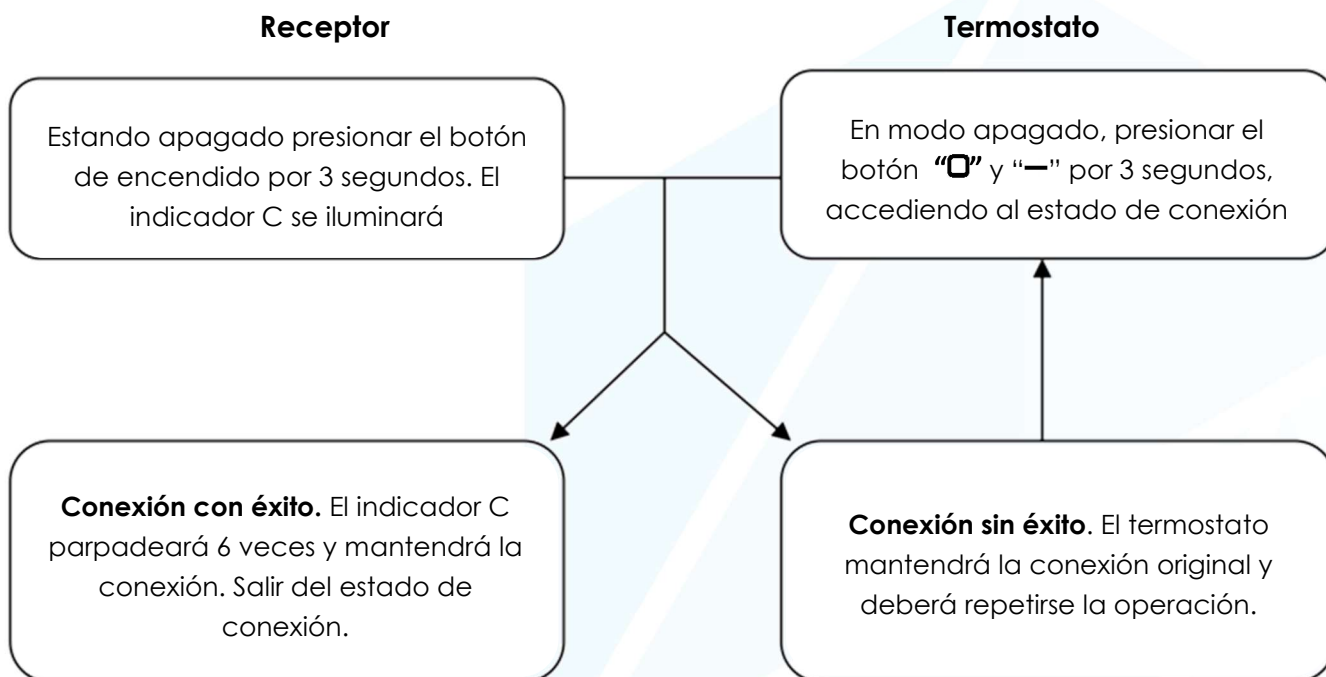 Receptor
Termostato
Estando apagado presionar el botón
de encendido por 3 segundos. El
indicador C se iluminará
En modo apagado, presionar el
botón “▢” y “—” por 3 segundos,
accediendo al estado de conexión
Conexión con éxito. El indicador C
parpadeará 6 veces y mantendrá la
conexión. Salir del estado de
conexión.
Conexión sin éxito. El termostato
mantendrá la conexión original y
deberá repetirse la operación.